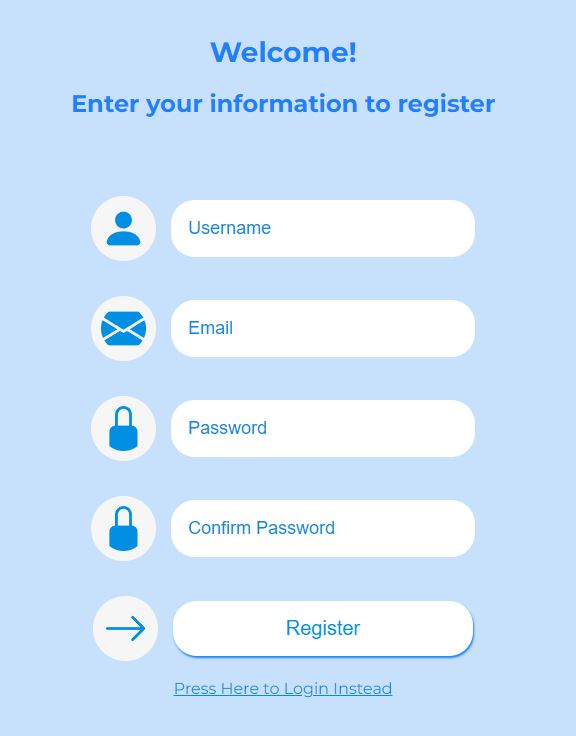 Welcome!
Enter your information to register
Username
Email
Password
Confirm Password
Register
Press Here to Login Instead